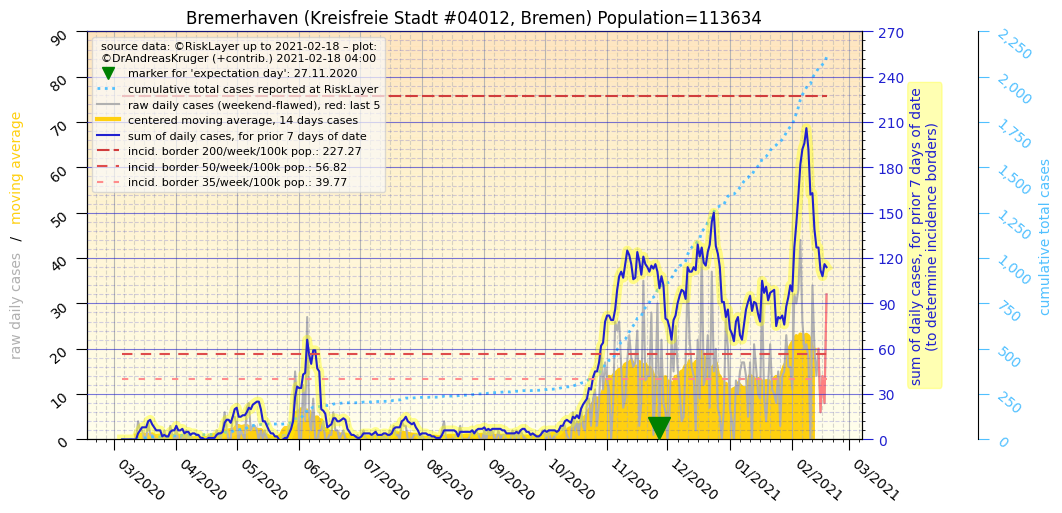 Bremerhaven (Kreisfreie Stadt #04012, Bremen) Population=113634
source data: ©RiskLayer up to 2021-02-18 – plot:
©DrAndreasKruger (+contrib.) 2021-02-18 04:00
marker for 'expectation day': 27.11.2020
cumulative total cases reported at RiskLayer
raw daily cases (weekend-flawed), red: last 5
centered moving average, 14 days cases
sum of daily cases, for prior 7 days of date
incid. border 200/week/100k pop.: 227.27
incid. border 50/week/100k pop.: 56.82
incid. border 35/week/100k pop.: 39.77
raw daily cases / moving average
0
10
20
30
40
50
60
70
80
90
03/2020
04/2020
05/2020
06/2020
07/2020
08/2020
09/2020
10/2020
11/2020
12/2020
01/2021
02/2021
03/2021
0
30
60
90
120
150
180
210
240
270
sum of daily cases, for prior 7 days of date
(to determine incidence borders)
0
250
500
750
1,000
1,250
1,500
1,750
2,000
2,250
cumulative total cases